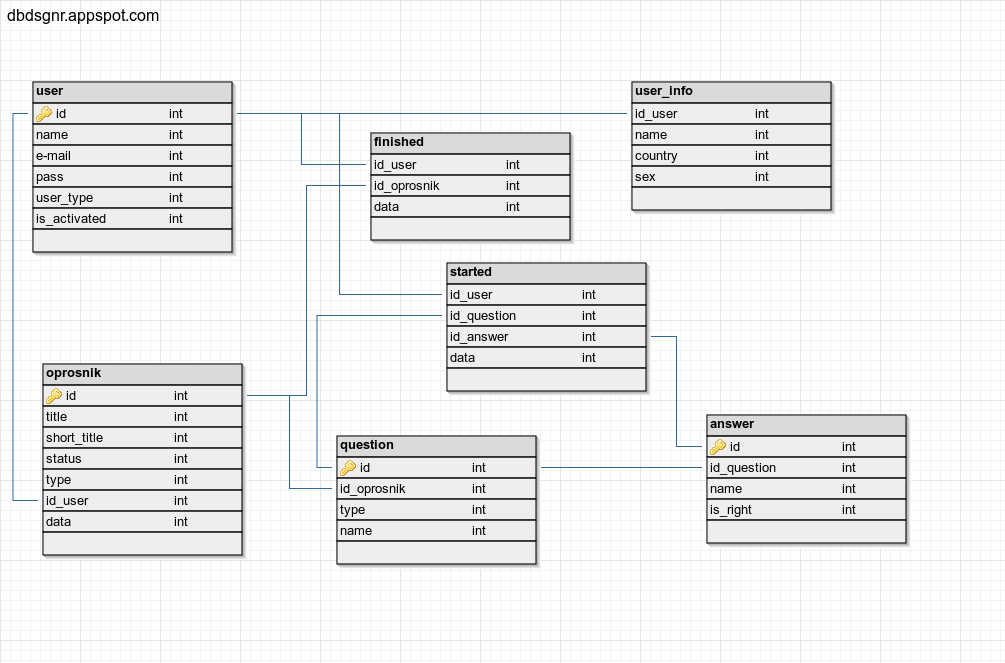 dbdsgnr.appspot.com
user
id int
name int
e-mail int
pass int
user_type int
is_activated int
user_info
id_user int
name int
country int
sex int
finished
id_user int
id_oprosnik int
data int
started
id_user int
id_question int
id_answer int
data int
oprosnik
id int
title int
short_title int
status int
type int
id_user int
data int
question
id int
id_oprosnik int
type int
name int
answer
id int
id_question int
name int
is_right int